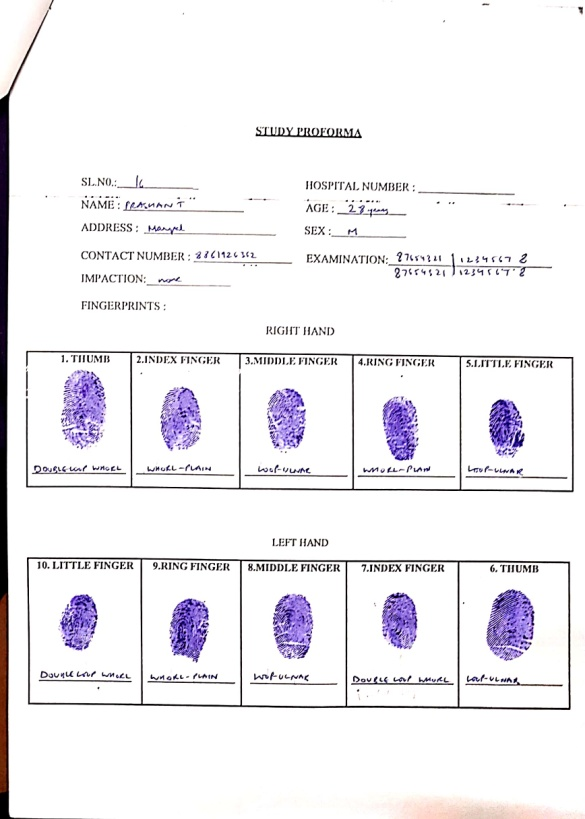 STUDY PROFORMA
SL.NO.: 16
HOSPITAL NUMBER :
NAME : PRASHANT
AGE : 28 years
ADDRESS :
SEX : M
CONTACT NUMBER : 8861926352
EXAMINATION: 87654321 | 12345678
87654321 | 12345678
IMPACTION: none
FINGERPRINTS :
RIGHT HAND
1. THUMB 2.INDEX FINGER 3.MIDDLE FINGER 4.RING FINGER 5.LITTLE FINGER
DOUBLE LOOP WHORL WHORL-PLAIN LOOP-ULNAR WHORL-PLAIN LOOP-ULNAR
LEFT HAND
10. LITTLE FINGER 9.RING FINGER 8.MIDDLE FINGER 7.INDEX FINGER 6. THUMB
DOUBLE LOOP WHORL WHORL-PLAIN LOOP-ULNAR DOUBLE LOOP WHORL LOOP-ULNAR